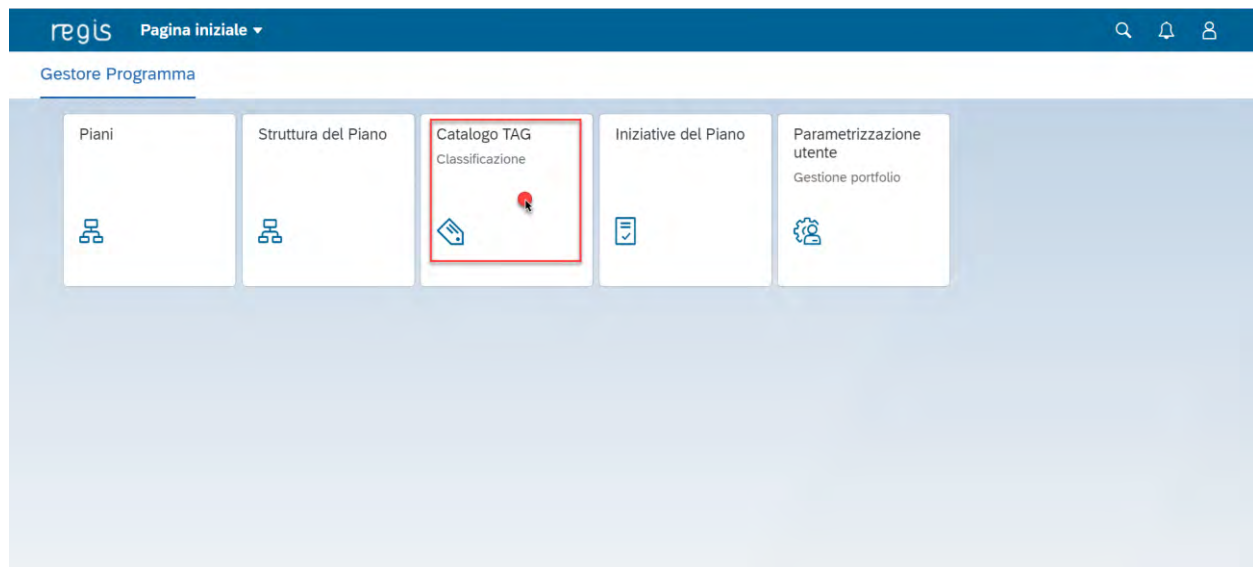 regis Pagina iniziale
Gestore Programma
Piani
Struttura del Piano
Catalogo TAG
Classificazione
Iniziative del Piano
Parametrizzazione
utente
Gestione portfolio